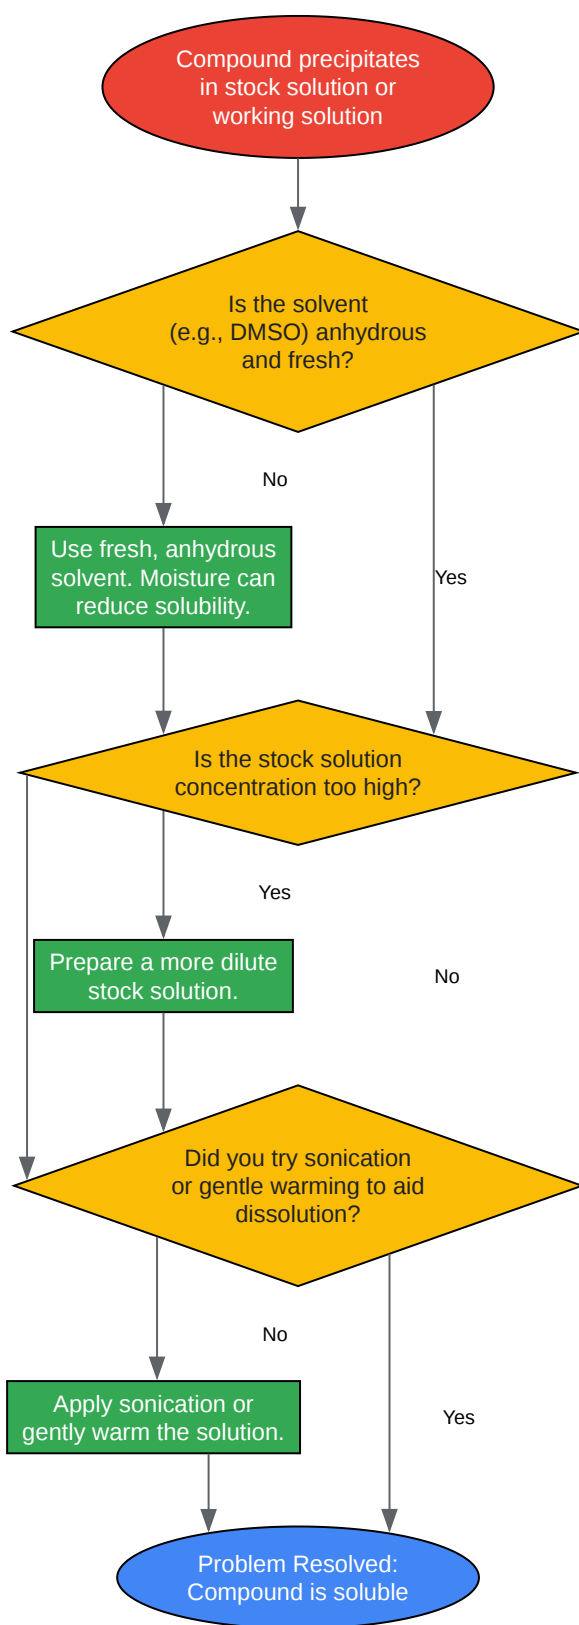 Compound precipitates
in stock solution or
working solution
Is the solvent
(e.g., DMSO) anhydrous
and fresh?
No
Use fresh, anhydrous
solvent. Moisture can
reduce solubility.
Yes
Is the stock solution
concentration too high?
Yes
Prepare a more dilute
stock solution.
No
Did you try sonication
or gentle warming to aid
dissolution?
No
Apply sonication or
gently warm the solution.
Yes
Problem Resolved:
Compound is soluble